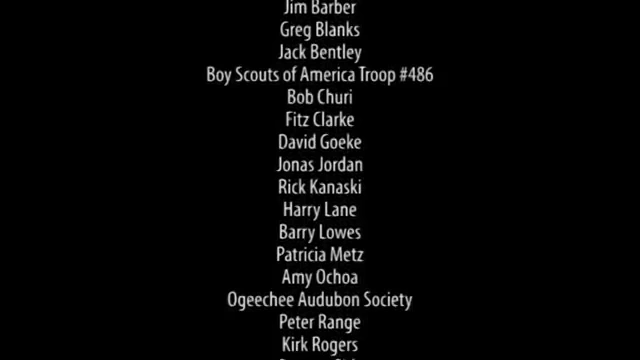 Jim Barber
Greg Blanks
Jack Bentley
Boy Scouts of America Troop #486
Bob Churi
Fitz Clarke
David Goeke
Jonas Jordan
Rick Kanaski
Harry Lane
Barry Lowes
Patricia Metz
Amy Ochoa
Ogeechee Audubon Society
Peter Range
Kirk Rogers